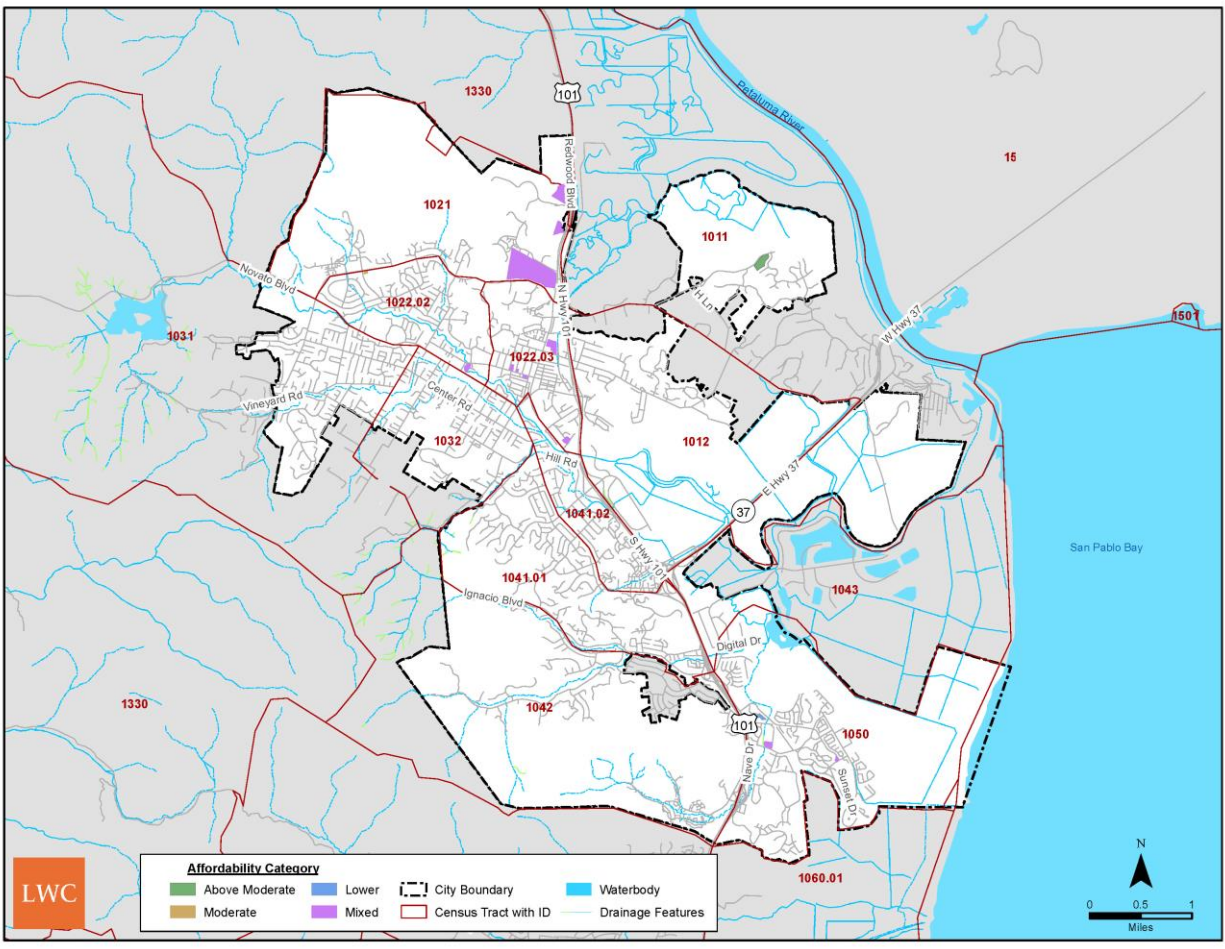 1330
101
Petaluma River
Redwood Blvd
15
1021
1011
Novato Blvd
N Hwy 101
H Ln
1022.02
1501
W Hwy 37
1031
1022.03
Center Rd
Vineyard Rd
1032
1012
Hill Rd
E Hwy 37
37
1041.02
S Hwy 101
San Pablo Bay
1041.01
1043
Ignacio Blvd
Digital Dr
1330
1042
101
1050
Nave Dr
Sunset Dr
N
LWC
Affordability Category
Above Moderate Lower City Boundary Waterbody
Moderate Mixed Census Tract with ID Drainage Features
1060.01
0 0.5 1
Miles